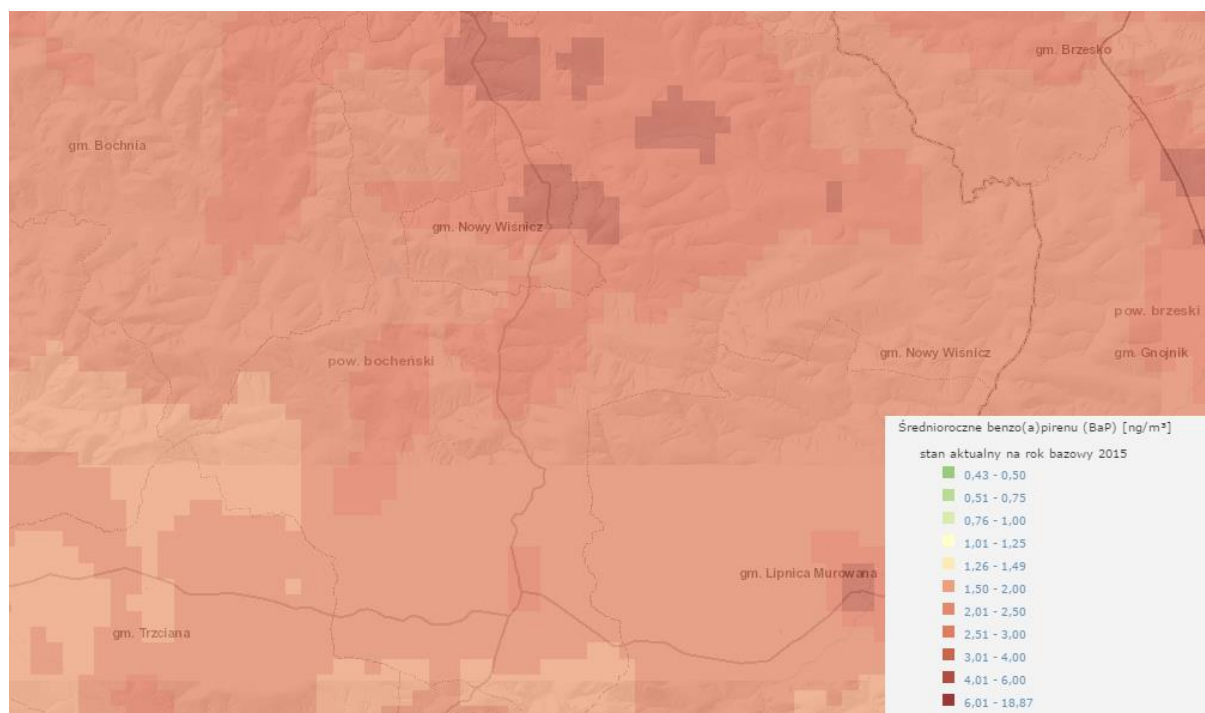 gm. Brzesko
gm. Bochnia
gm. Nowy Wiśnicz
pow. brzeski
pow. bocheński
gm. Nowy Wiśnicz
gm. Gnojnik
Średnioroczne benzo(a)pirenu (BaP) [ng/m³]
stan aktualny na rok bazowy 2015
0,43 - 0,50
0,51 - 0,75
0,76 - 1,00
1,01 - 1,25
1,26 - 1,49
1,50 - 2,00
2,01 - 2,50
2,51 - 3,00
3,01 - 4,00
4,01 - 6,00
6,01 - 18,87
gm. Lipnica Murowana
gm. Trzciana